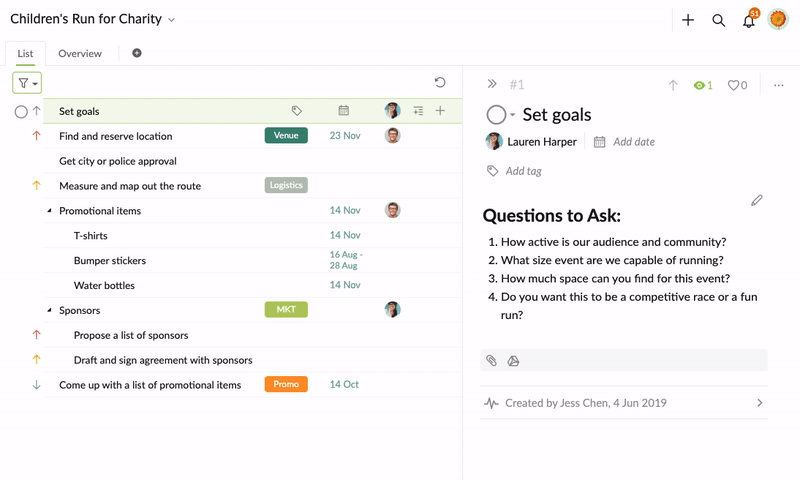 Children's Run for Charity
51
List
Overview
Set goals
Find and reserve location Venue 23 Nov
Get city or police approval
Measure and map out the route Logistics
Promotional items 14 Nov
T-shirts 14 Nov
Bumper stickers 16 Aug -
28 Aug
Water bottles 14 Nov
Sponsors MKT
Propose a list of sponsors
Draft and sign agreement with sponsors
Come up with a list of promotional items Promo 14 Oct
#1
1
0
Set goals
Lauren Harper
Add date
Add tag
Questions to Ask:
1. How active is our audience and community?
2. What size event are we capable of running?
3. How much space can you find for this event?
4. Do you want this to be a competitive race or a fun
run?
Created by Jess Chen, 4 Jun 2019